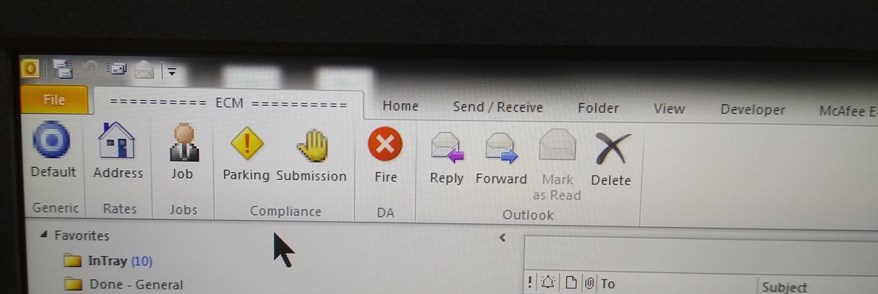 File ========== ECM ========== Home Send / Receive Folder View Developer McAfee E
Default Address Job Parking Submission Fire Reply Forward Mark as Read Delete
Generic Rates Jobs Compliance DA Outlook
Favorites
InTray (10)
Done - General
! To Subject